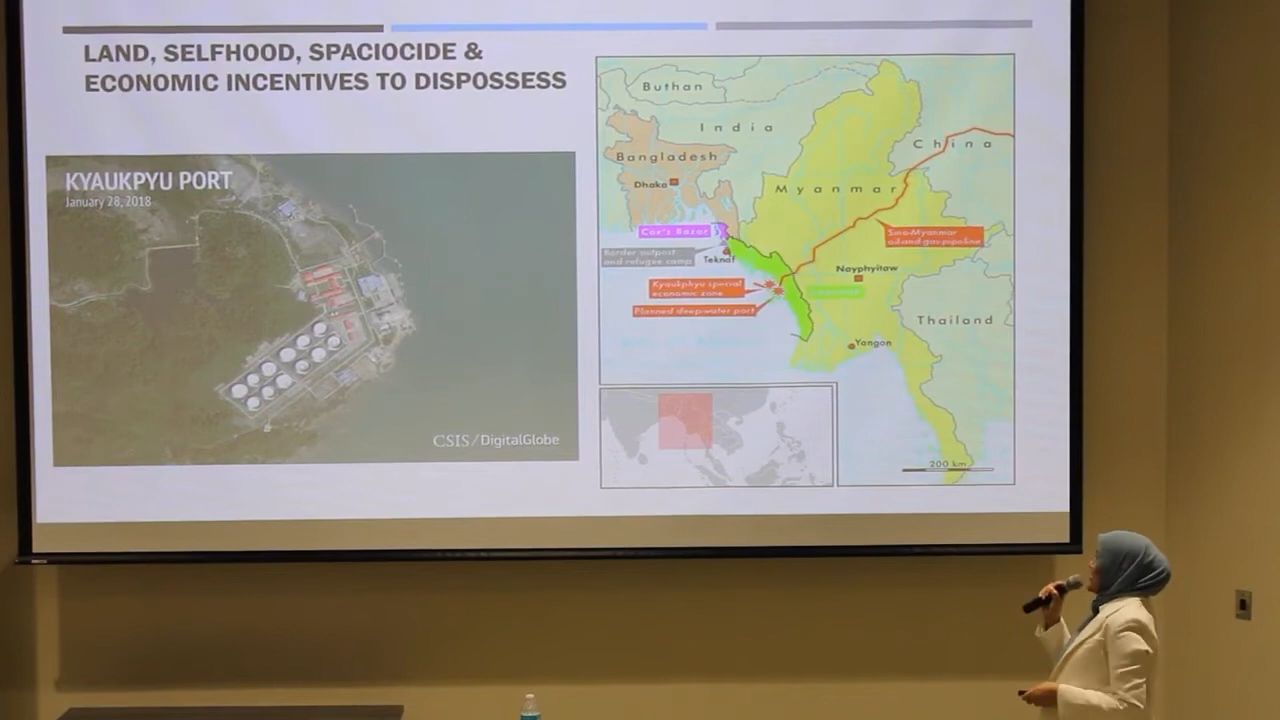 LAND, SELFHOOD, SPACIOCIDE &
ECONOMIC INCENTIVES TO DISPOSSESS
KYAUKPYU PORT
January 28, 2018
CSIS/DigitalGlobe
Buthan
India
China
Bangladesh
Dhaka
Myanmar
Cox's Bazar
Sino-Myanmar
oil and gas pipeline
Border outpost
and refugee camp
Teknaf
Nayphyitaw
Kyaukphyu special
economic zone
Planned deep-water port
Thailand
Yangon
200 km